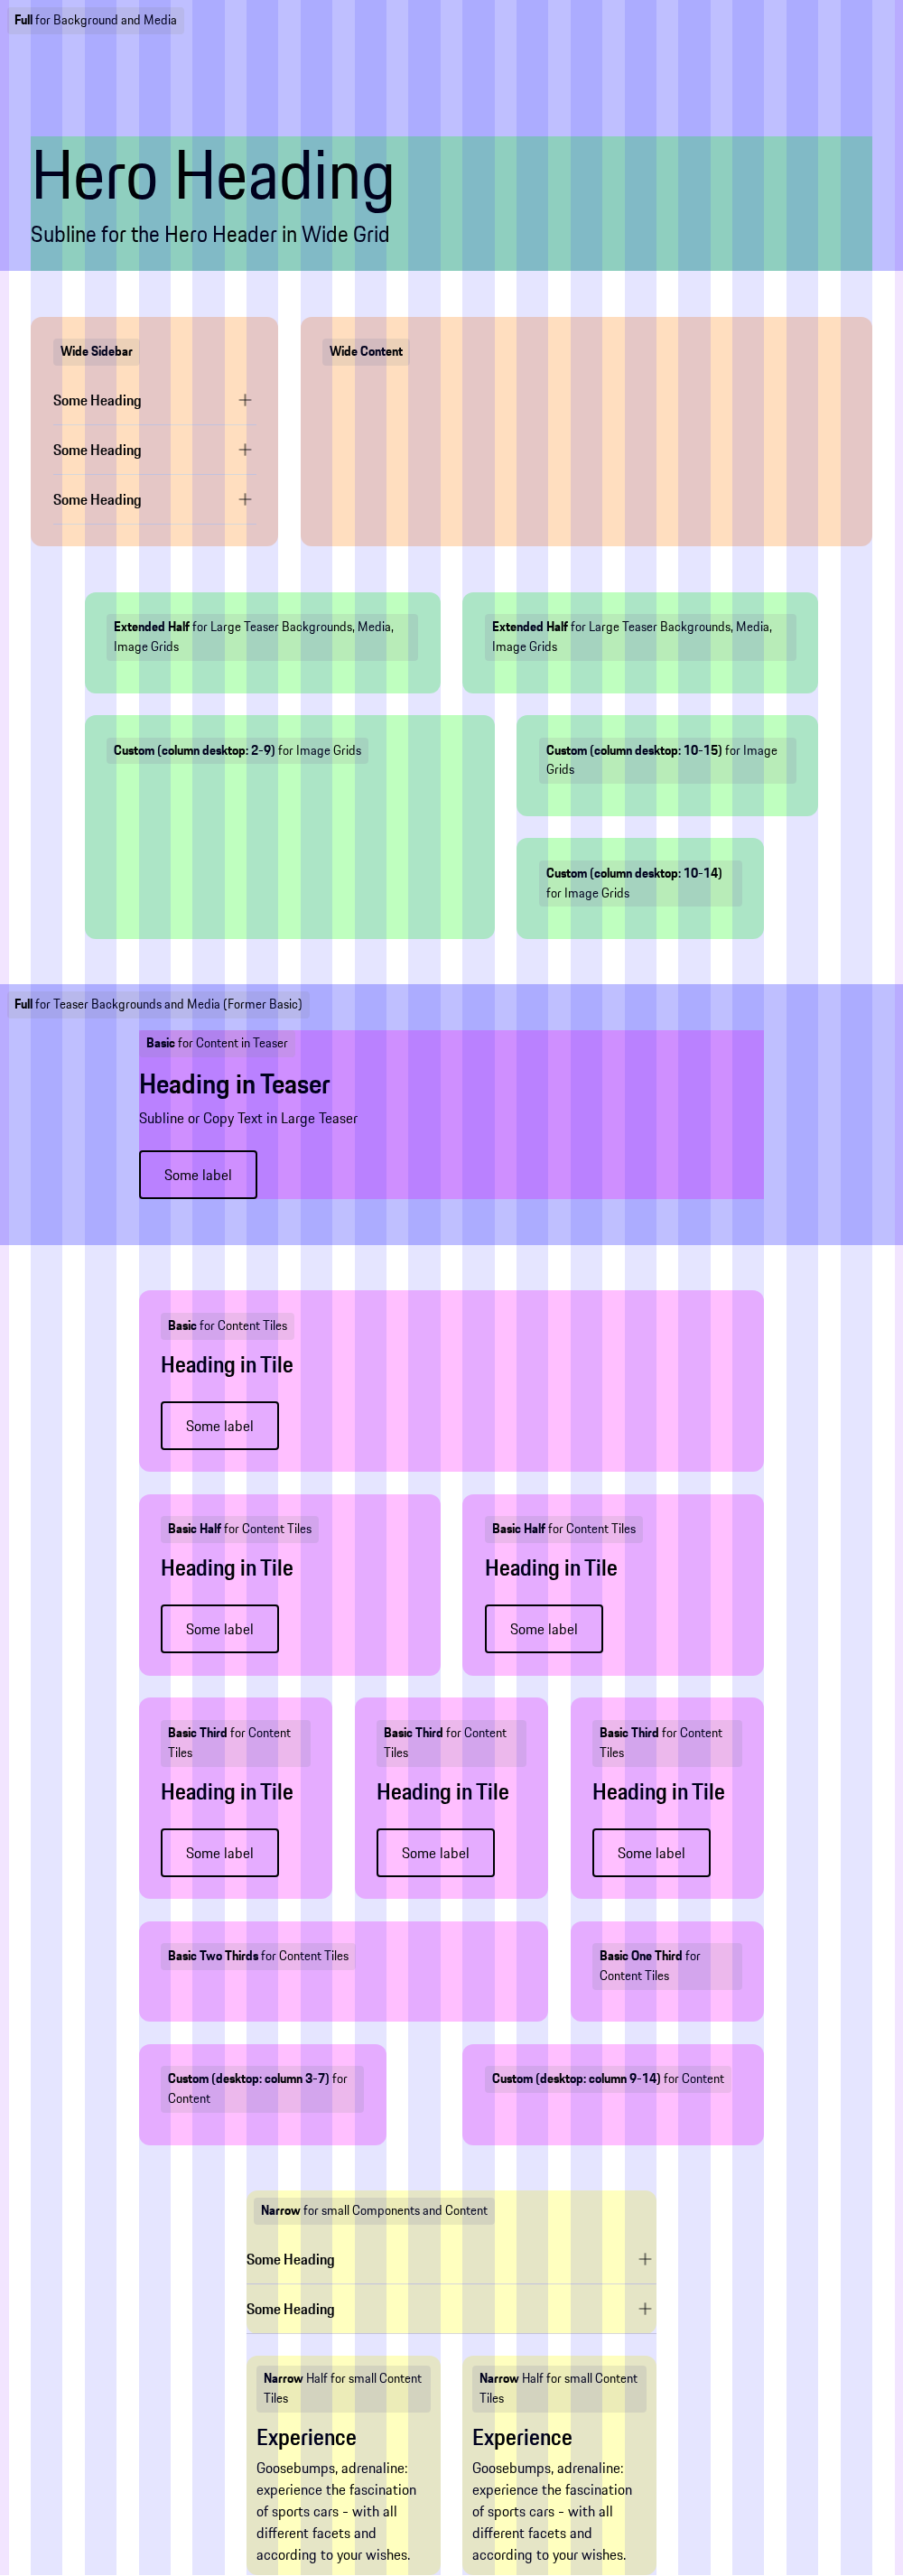 Full for Background and Media
Hero Heading
Subline for the Hero Header in Wide Grid
Wide Sidebar
Some Heading
Some Heading
Some Heading
Wide Content
Extended Half for Large Teaser Backgrounds, Media,
Image Grids
Extended Half for Large Teaser Backgrounds, Media,
Image Grids
Custom (column desktop: 2-9) for Image Grids
Custom (column desktop: 10-15) for Image
Grids
Custom (column desktop: 10-14)
for Image Grids
Full for Teaser Backgrounds and Media (Former Basic)
Basic for Content in Teaser
Heading in Teaser
Subline or Copy Text in Large Teaser
Some label
Basic for Content Tiles
Heading in Tile
Some label
Basic Half for Content Tiles
Heading in Tile
Some label
Basic Half for Content Tiles
Heading in Tile
Some label
Basic Third for Content
Tiles
Heading in Tile
Some label
Basic Third for Content
Tiles
Heading in Tile
Some label
Basic Third for Content
Tiles
Heading in Tile
Some label
Basic Two Thirds for Content Tiles
Basic One Third for
Content Tiles
Custom (desktop: column 3-7) for
Content
Custom (desktop: column 9-14) for Content
Narrow for small Components and Content
Some Heading
Some Heading
Narrow Half for small Content
Tiles
Experience
Goosebumps, adrenaline:
experience the fascination
of sports cars - with all
different facets and
according to your wishes.
Narrow Half for small Content
Tiles
Experience
Goosebumps, adrenaline:
experience the fascination
of sports cars - with all
different facets and
according to your wishes.